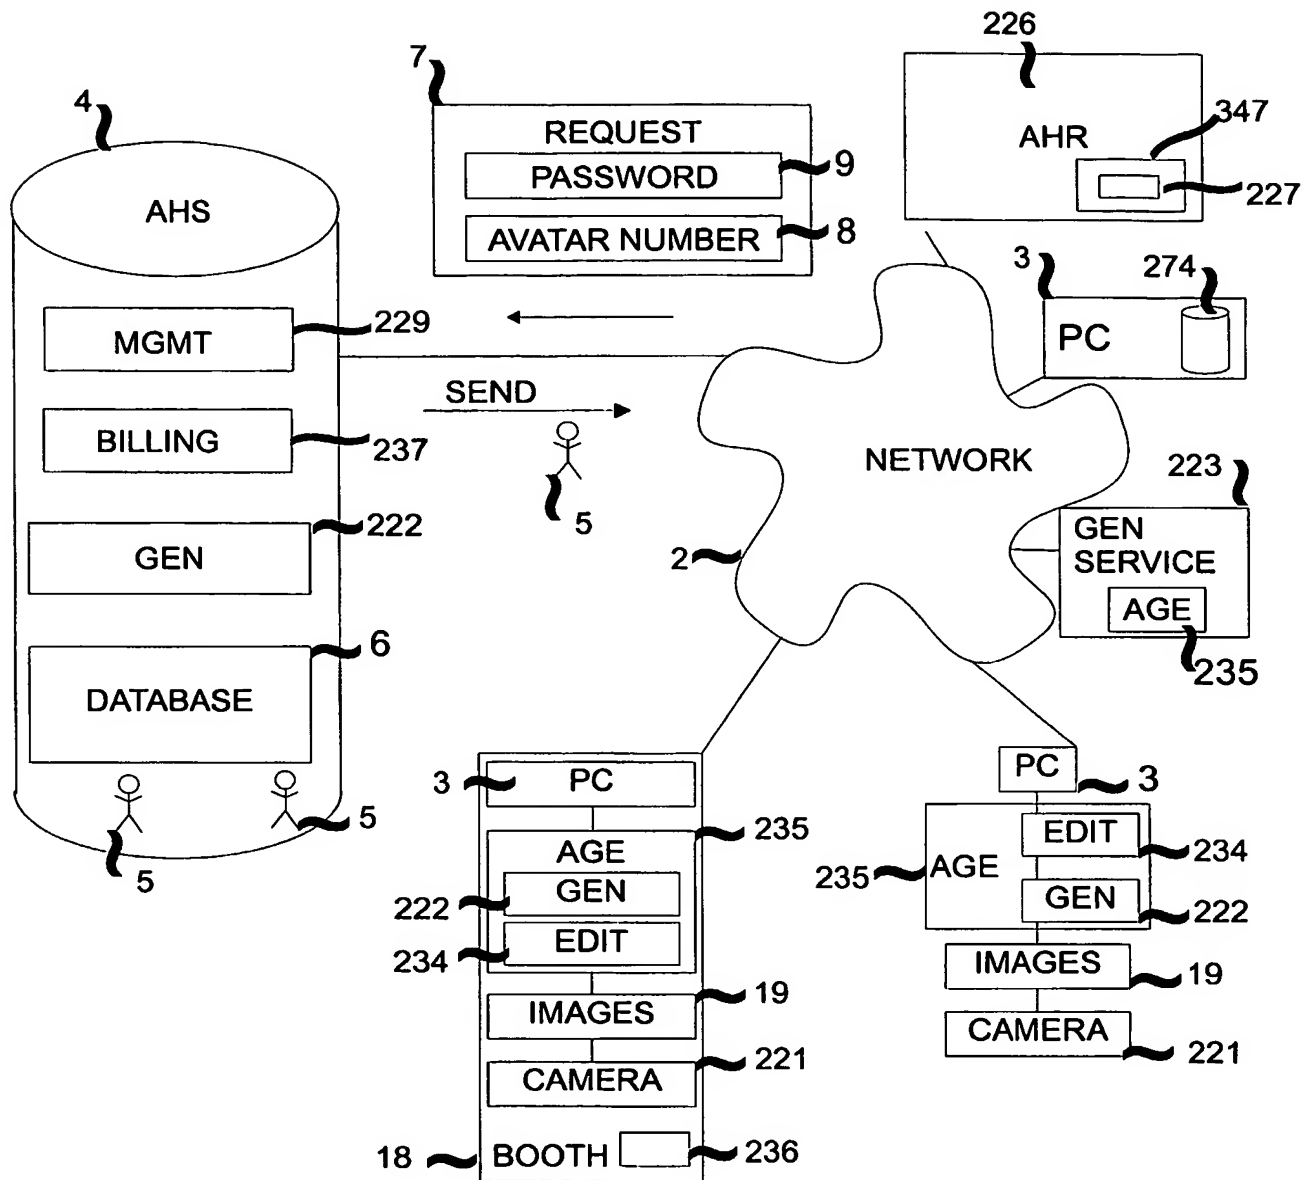 226
7
4
347
REQUEST
AHR
PASSWORD
9
227
AHS
AVATAR NUMBER
8
3
274
229
MGMT
PC
SEND
BILLING
237
NETWORK
223
5
222
GEN
GEN
SERVICE
2
AGE
6
235
DATABASE
3
PC
PC
3
5
5
235
AGE
GEN
222
EDIT
234
EDIT
234
235
AGE
GEN
222
IMAGES
19
IMAGES
19
CAMERA
221
CAMERA
221
18
BOOTH
236